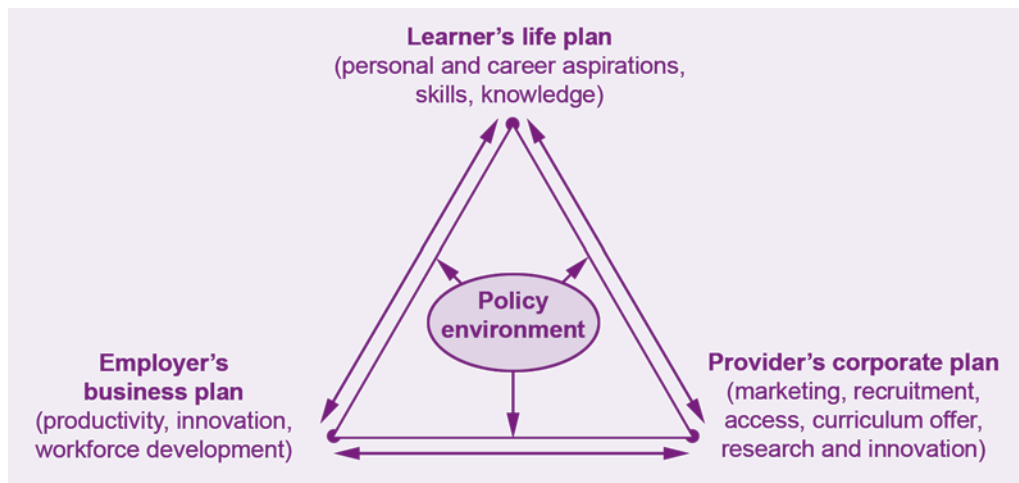 Learner's life plan
(personal and career aspirations,
skills, knowledge)
Policy
environment
Employer's
business plan
(productivity, innovation,
workforce development)
Provider's corporate plan
(marketing, recruitment,
access, curriculum offer,
research and innovation)